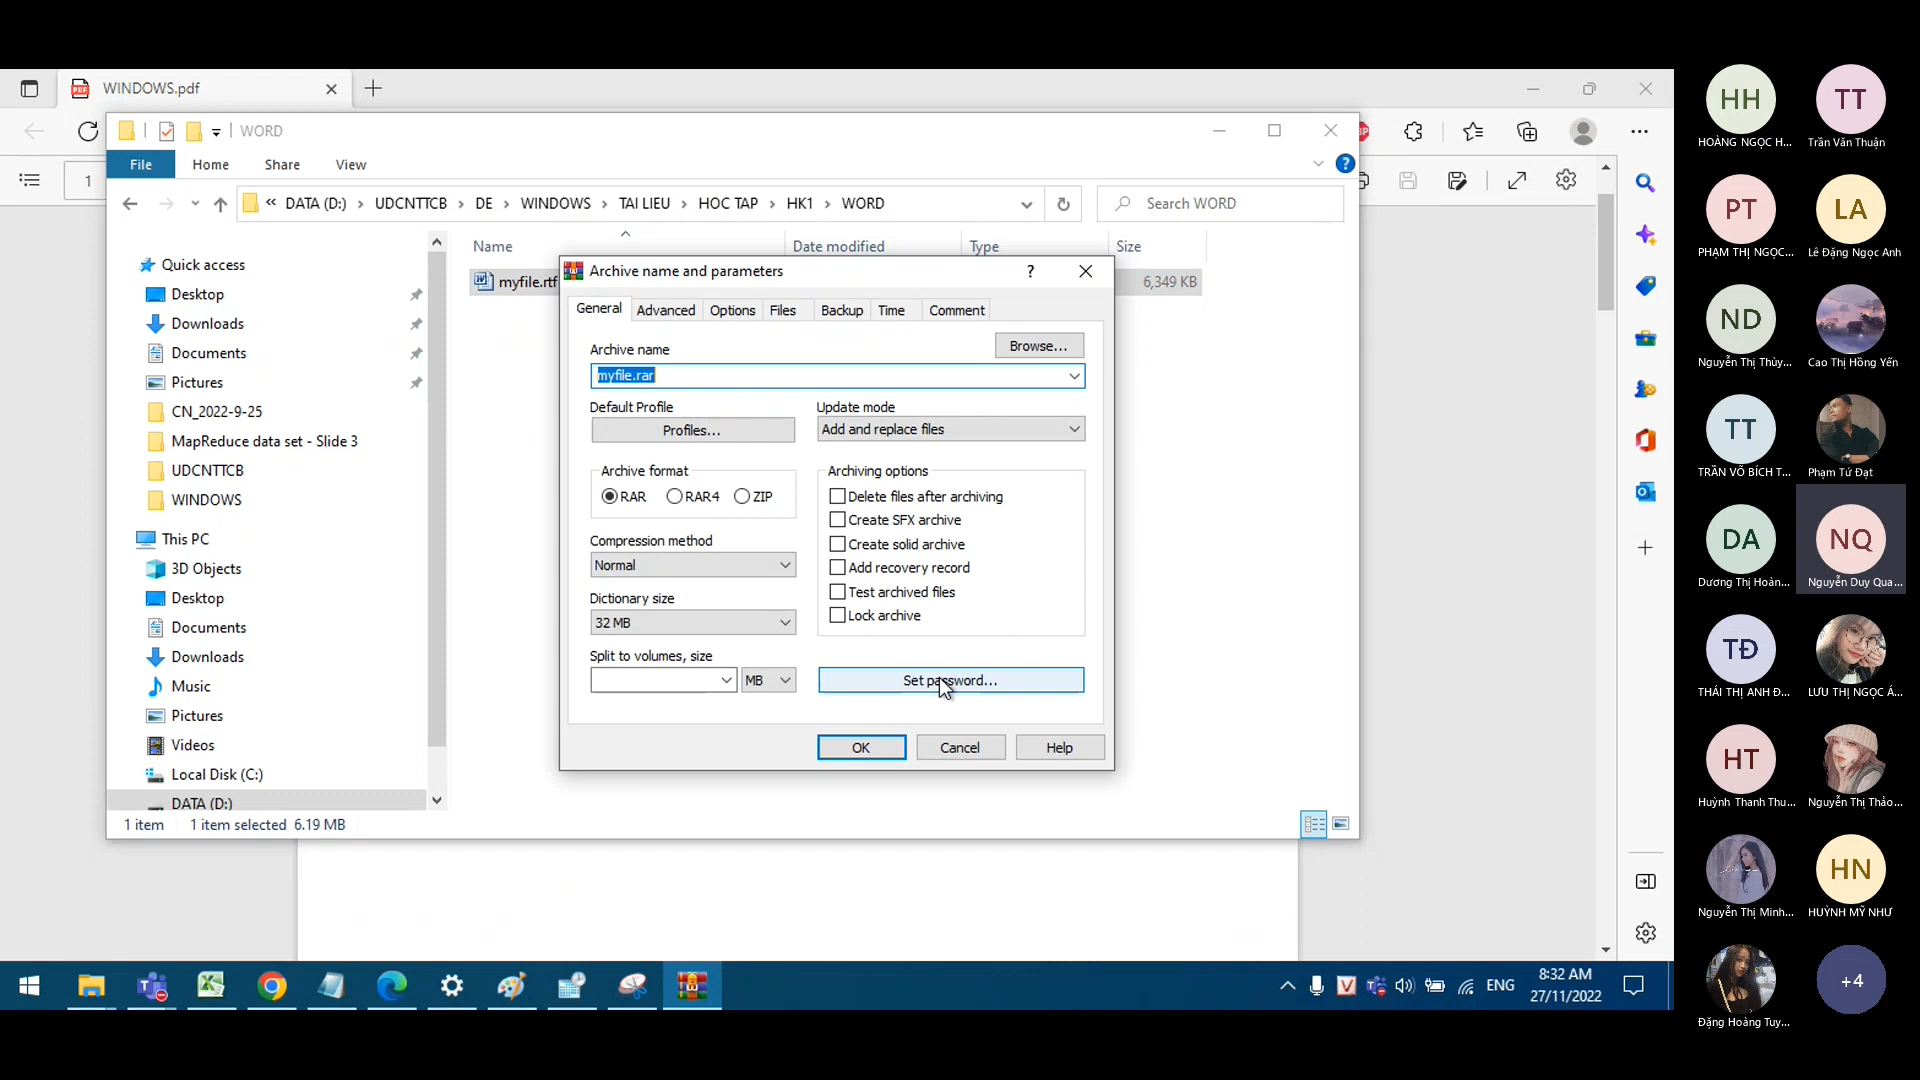 WINDOWS.pdf
WORD
File Home Share View
1
« DATA (D:) › UDCNTTCB › DE › WINDOWS › TAI LIEU › HOC TAP › HK1 › WORD
Search WORD
Name Date modified Type Size
myfile.rtf 6,349 KB
Quick access
Desktop
Downloads
Documents
Pictures
CN_2022-9-25
MapReduce data set - Slide 3
UDCNTTCB
WINDOWS
This PC
3D Objects
Desktop
Documents
Downloads
Music
Pictures
Videos
Local Disk (C:)
DATA (D:)
1 item 1 item selected 6.19 MB
Archive name and parameters
?
General Advanced Options Files Backup Time Comment
Archive name
Browse...
myfile.rar
Default Profile
Profiles...
Update mode
Add and replace files
Archive format
RAR RAR4 ZIP
Compression method
Normal
Dictionary size
32 MB
Split to volumes, size
MB
Archiving options
Delete files after archiving
Create SFX archive
Create solid archive
Add recovery record
Test archived files
Lock archive
Set password...
OK Cancel Help
ENG
8:32 AM
27/11/2022
HH
HOÀNG NGỌC H...
TT
Trần Văn Thuận
PT
PHẠM THỊ NGỌC...
LA
Lê Đặng Ngọc Anh
ND
Nguyễn Thị Thùy...
Cao Thị Hồng Yến
TT
TRẦN VÕ BÍCH T...
Phạm Tứ Đạt
DA
Dương Thị Hoàn...
NQ
Nguyễn Duy Qua...
TĐ
THÁI THỊ ANH Đ...
LƯU THỊ NGỌC Á...
HT
Huỳnh Thanh Thu...
Nguyễn Thị Thảo...
Nguyễn Thị Minh...
HN
HUỲNH MỸ NHƯ
Đặng Hoàng Tuy...
+4